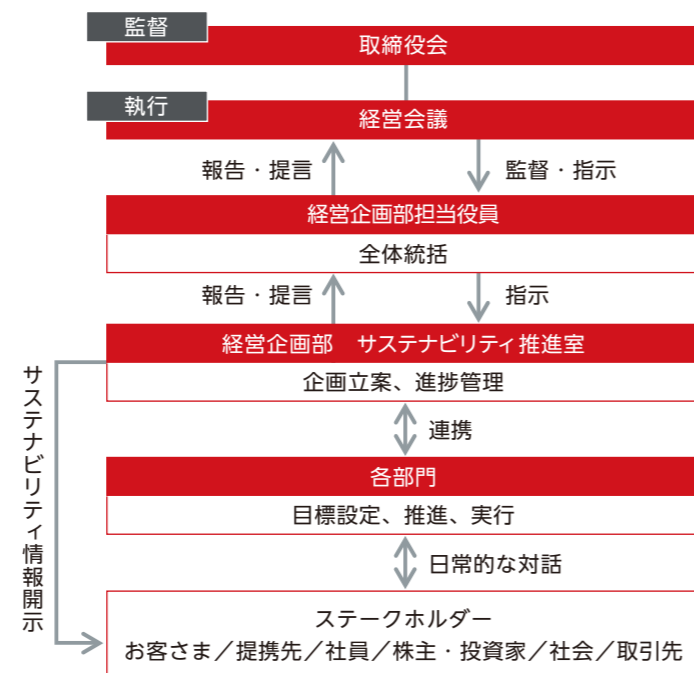 監督
取締役会
執行
経営会議
報告・提言
監督・指示
経営企画部担当役員
全体統括
報告・提言
指示
経営企画部　サステナビリティ推進室
企画立案、進捗管理
連携
各部門
目標設定、推進、実行
日常的な対話
サステナビリティ情報開示
ステークホルダー
お客さま／提携先／社員／株主・投資家／社会／取引先